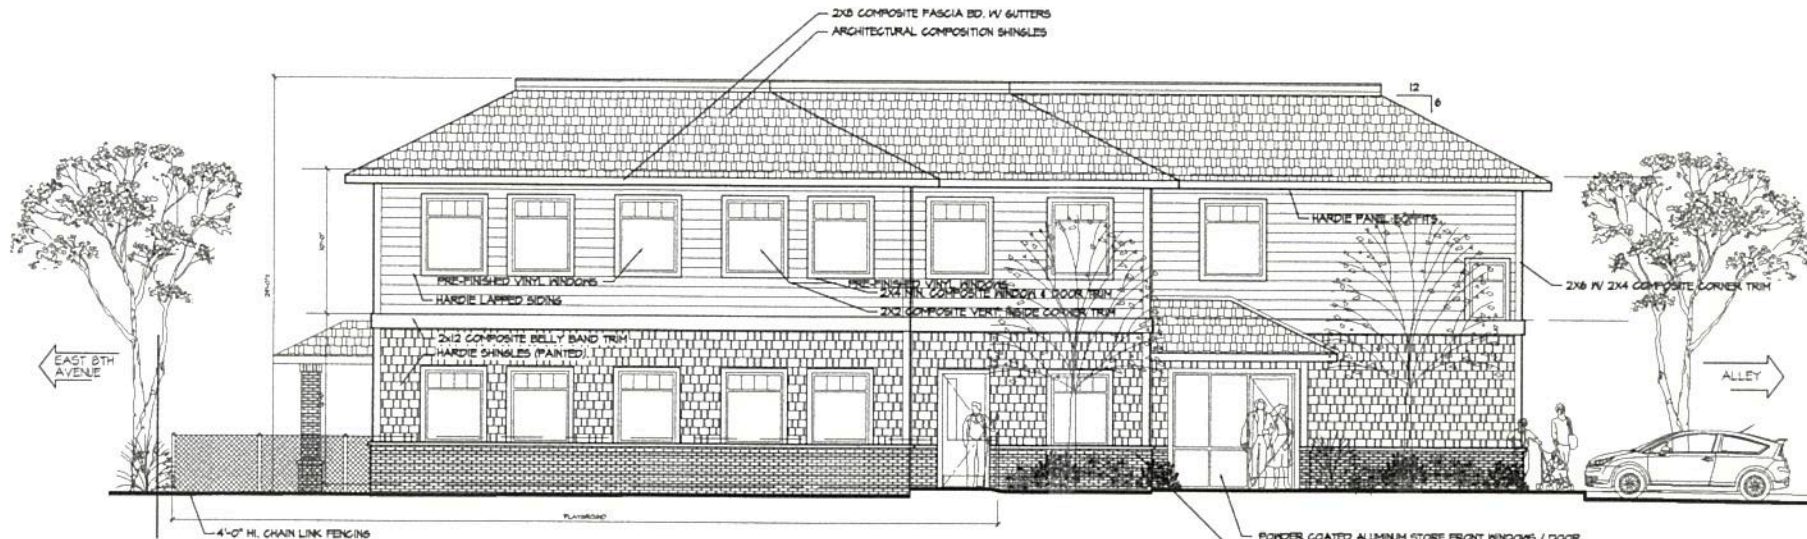 2X8 COMPOSITE FASCIA BD. W/ GUTTERS
ARCHITECTURAL COMPOSITION SHINGLES
12
6
HARDIE PANEL SOFFITS
PRE-FINISHED VINYL WINDOWS
PRE-FINISHED VINYL WINDOWS
2X4 MIN. COMPOSITE WINDOW & DOOR TRIM
2X6 W/ 2X4 COMPOSITE CORNER TRIM
HARDIE LAPPED SIDING
2X2 COMPOSITE VERT. INSIDE CORNER TRIM
2x12 COMPOSITE BELLY BAND TRIM
HARDIE SHINGLES (PAINTED)
EAST 8TH
AVENUE
ALLEY
PLAYGROUND
4'-0" HI. CHAIN LINK FENCING
POWDER COATED ALUMINUM STORE FRONT WINDOWS / DOOR